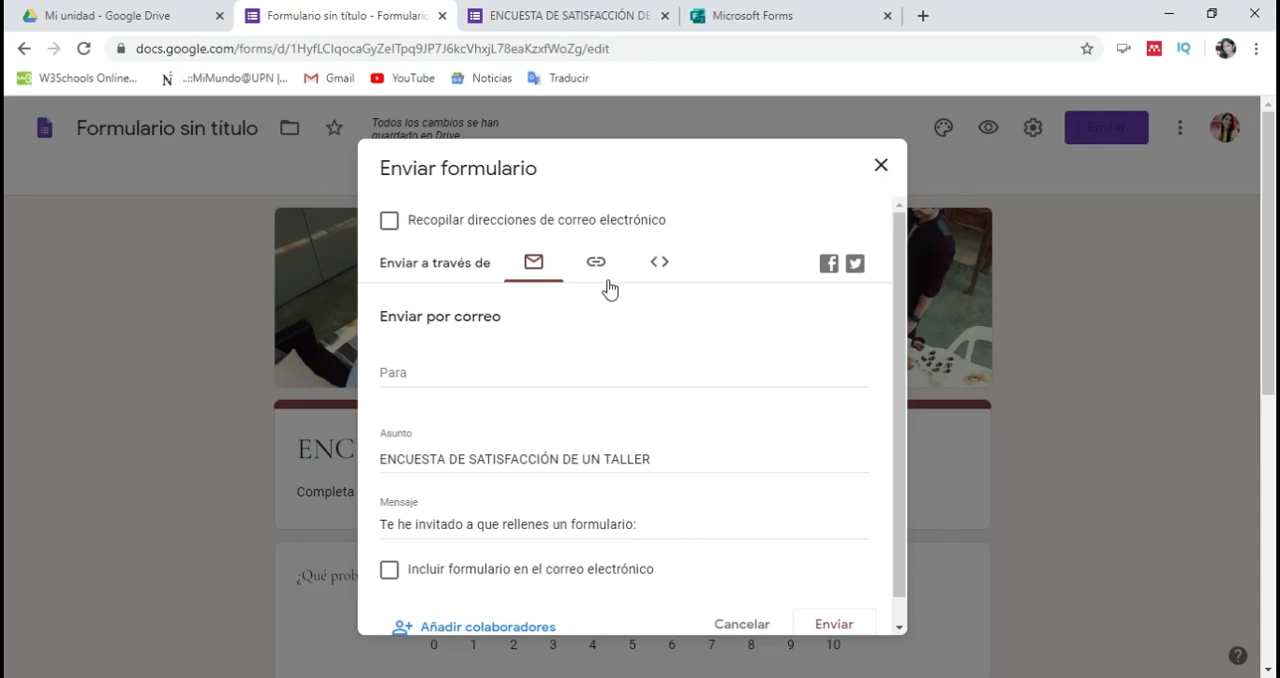 Mi unidad - Google Drive
Formulario sin título - Formulario
ENCUESTA DE SATISFACCIÓN DE
Microsoft Forms
docs.google.com/forms/d/1HyfLCIqocaGyZeITpq9JP7J6kcVhxjL78eaKzxfWoZg/edit
W3Schools Online...
..::MiMundo@UPN |...
Gmail
YouTube
Noticias
Traducir
Formulario sin título
Todos los cambios se han
guardado en Drive
Enviar
Enviar formulario
Recopilar direcciones de correo electrónico
Enviar a través de
Enviar por correo
Para
Asunto
ENCUESTA DE SATISFACCIÓN DE UN TALLER
ENC
Completa
Mensaje
Te he invitado a que rellenes un formulario:
Incluir formulario en el correo electrónico
¿Qué prob
Añadir colaboradores
Cancelar
Enviar
0 1 2 3 4 5 6 7 8 9 10